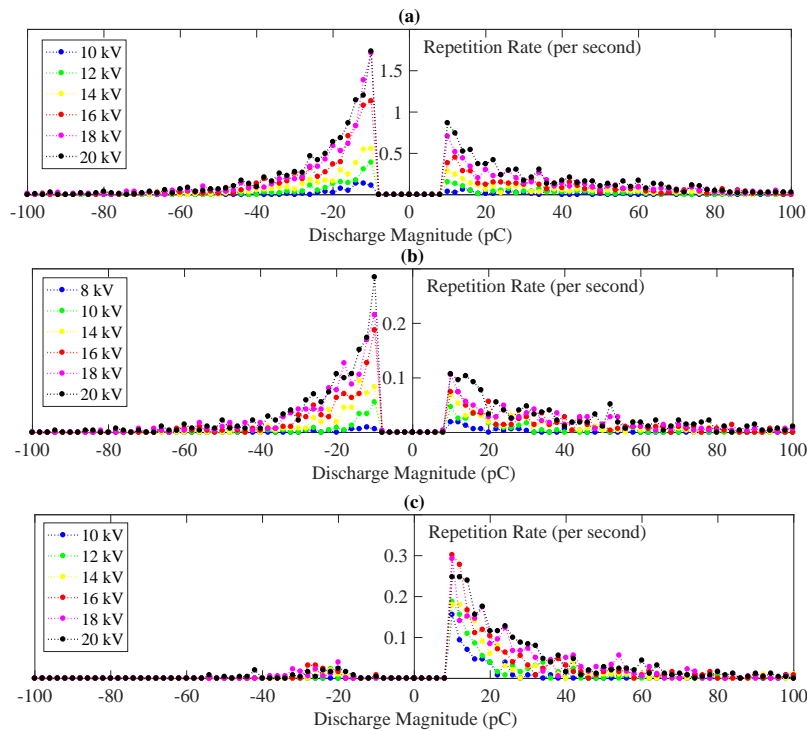 (a)
Repetition Rate (per second)
10 kV
12 kV
14 kV
16 kV
18 kV
20 kV
1.5
1
0.5
-100 -80 -60 -40 -20 0 20 40 60 80 100
Discharge Magnitude (pC)
(b)
Repetition Rate (per second)
8 kV
10 kV
14 kV
16 kV
18 kV
20 kV
0.2
0.1
-100 -80 -60 -40 -20 0 20 40 60 80 100
Discharge Magnitude (pC)
(c)
Repetition Rate (per second)
10 kV
12 kV
14 kV
16 kV
18 kV
20 kV
0.3
0.2
0.1
-100 -80 -60 -40 -20 0 20 40 60 80 100
Discharge Magnitude (pC)